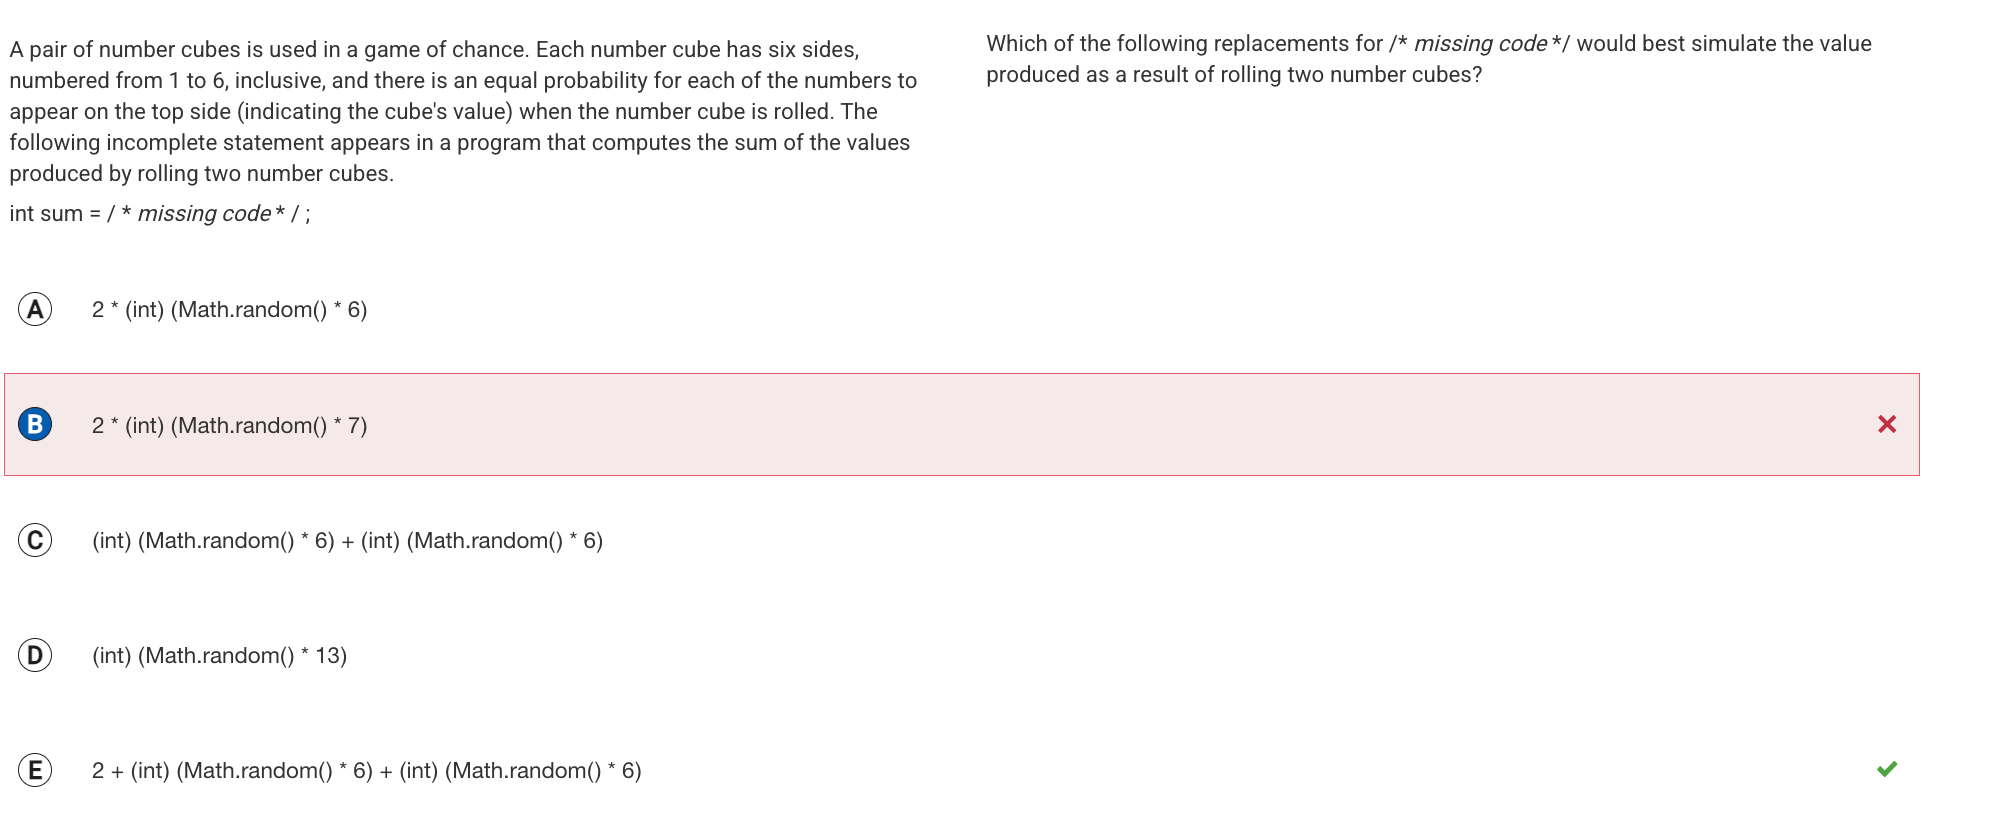 A pair of number cubes is used in a game of chance. Each number cube has six sides,
numbered from 1 to 6, inclusive, and there is an equal probability for each of the numbers to
appear on the top side (indicating the cube's value) when the number cube is rolled. The
following incomplete statement appears in a program that computes the sum of the values
produced by rolling two number cubes.
int sum = / * missing code * / ;
Which of the following replacements for /* missing code */ would best simulate the value
produced as a result of rolling two number cubes?
A 2 * (int) (Math.random() * 6)
B 2 * (int) (Math.random() * 7)
C (int) (Math.random() * 6) + (int) (Math.random() * 6)
D (int) (Math.random() * 13)
E 2 + (int) (Math.random() * 6) + (int) (Math.random() * 6)